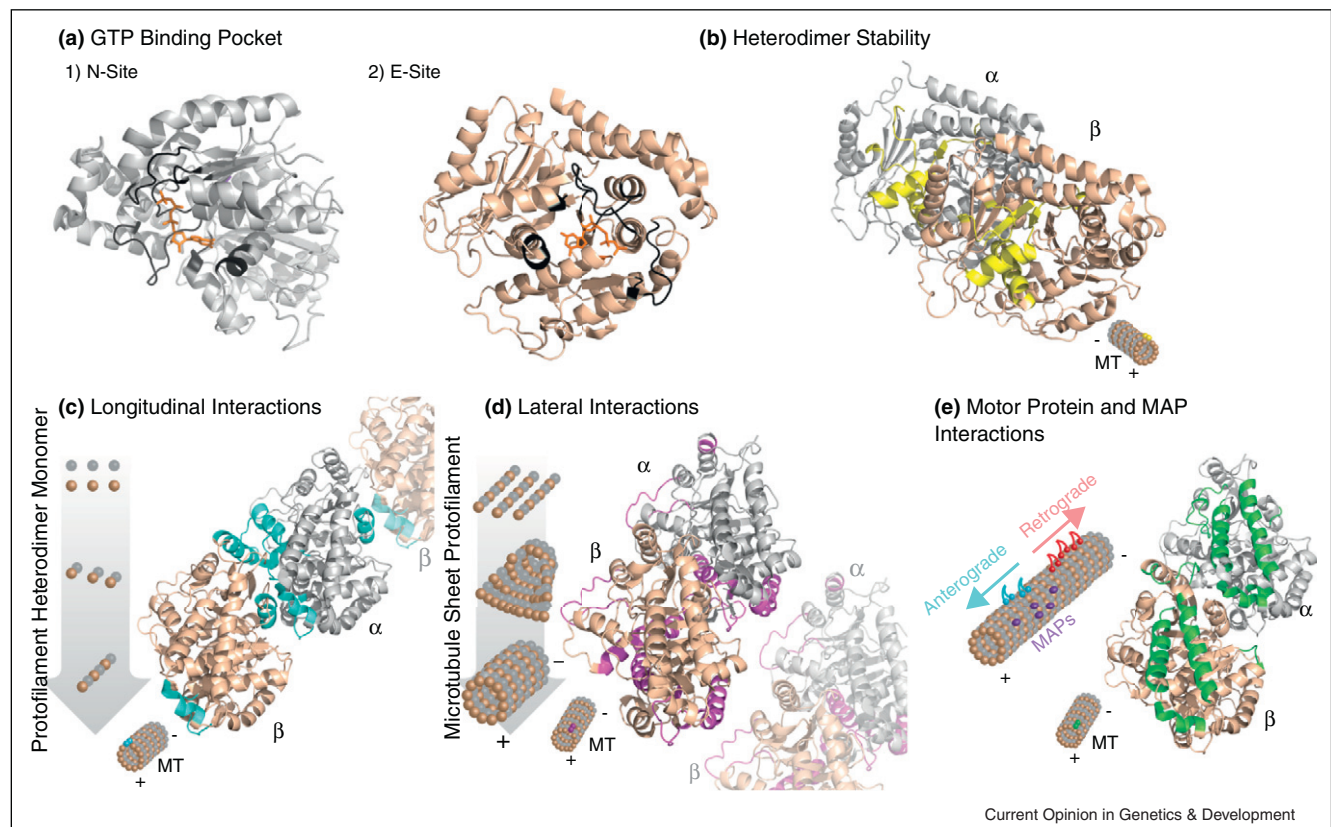 (a) GTP Binding Pocket
1) N-Site
2) E-Site
(b) Heterodimer Stability
α
β
-
MT
+
(c) Longitudinal Interactions
Protofilament Heterodimer Monomer
β
α
β
-
MT
+
(d) Lateral Interactions
Microtubule Sheet Protofilament
α
β
α
β
–
+
-
MT
+
(e) Motor Protein and MAP
Interactions
Retrograde
Anterograde
MAPs
-
+
α
β
-
MT
+
Current Opinion in Genetics & Development